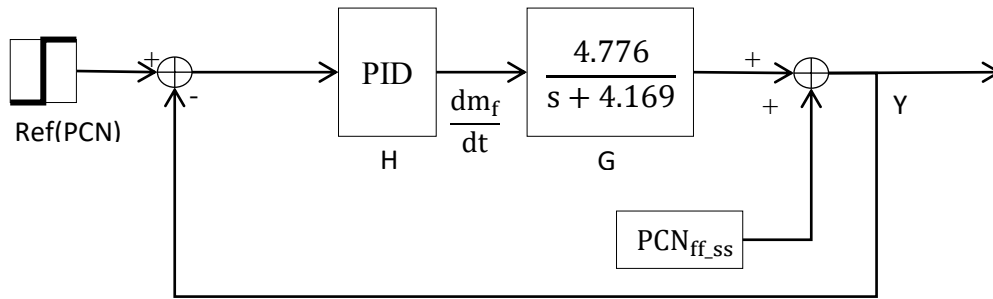 +
-
Ref(PCN)
PID
H
dm_f
dt
4.776
s + 4.169
G
+
+
Y
PCN_ff_ss